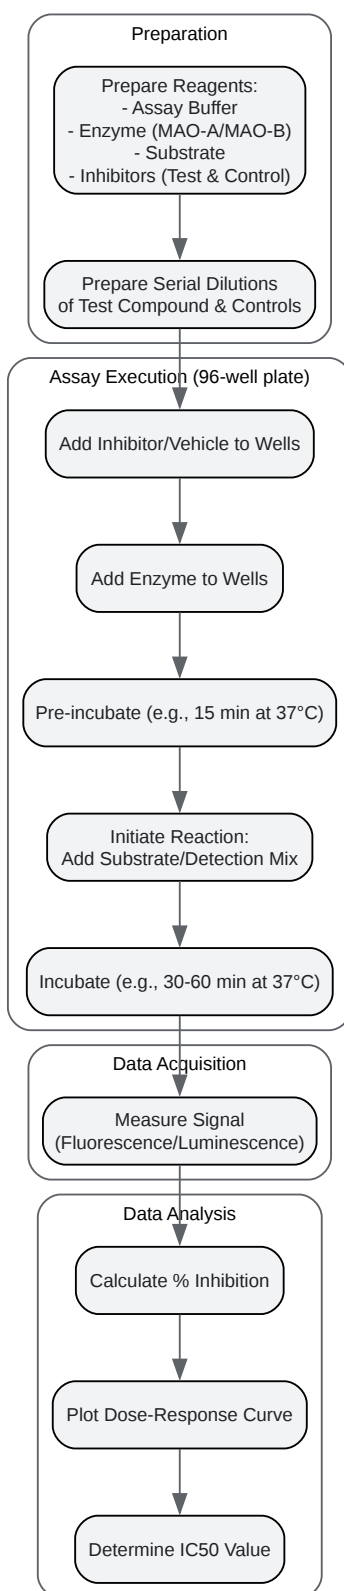 Preparation
Prepare Reagents:
- Assay Buffer
- Enzyme (MAO-A/MAO-B)
- Substrate
- Inhibitors (Test & Control)
Prepare Serial Dilutions
of Test Compound & Controls
Assay Execution (96-well plate)
Add Inhibitor/Vehicle to Wells
Add Enzyme to Wells
Pre-incubate (e.g., 15 min at 37°C)
Initiate Reaction:
Add Substrate/Detection Mix
Incubate (e.g., 30-60 min at 37°C)
Data Acquisition
Measure Signal
(Fluorescence/Luminescence)
Data Analysis
Calculate % Inhibition
Plot Dose-Response Curve
Determine IC50 Value